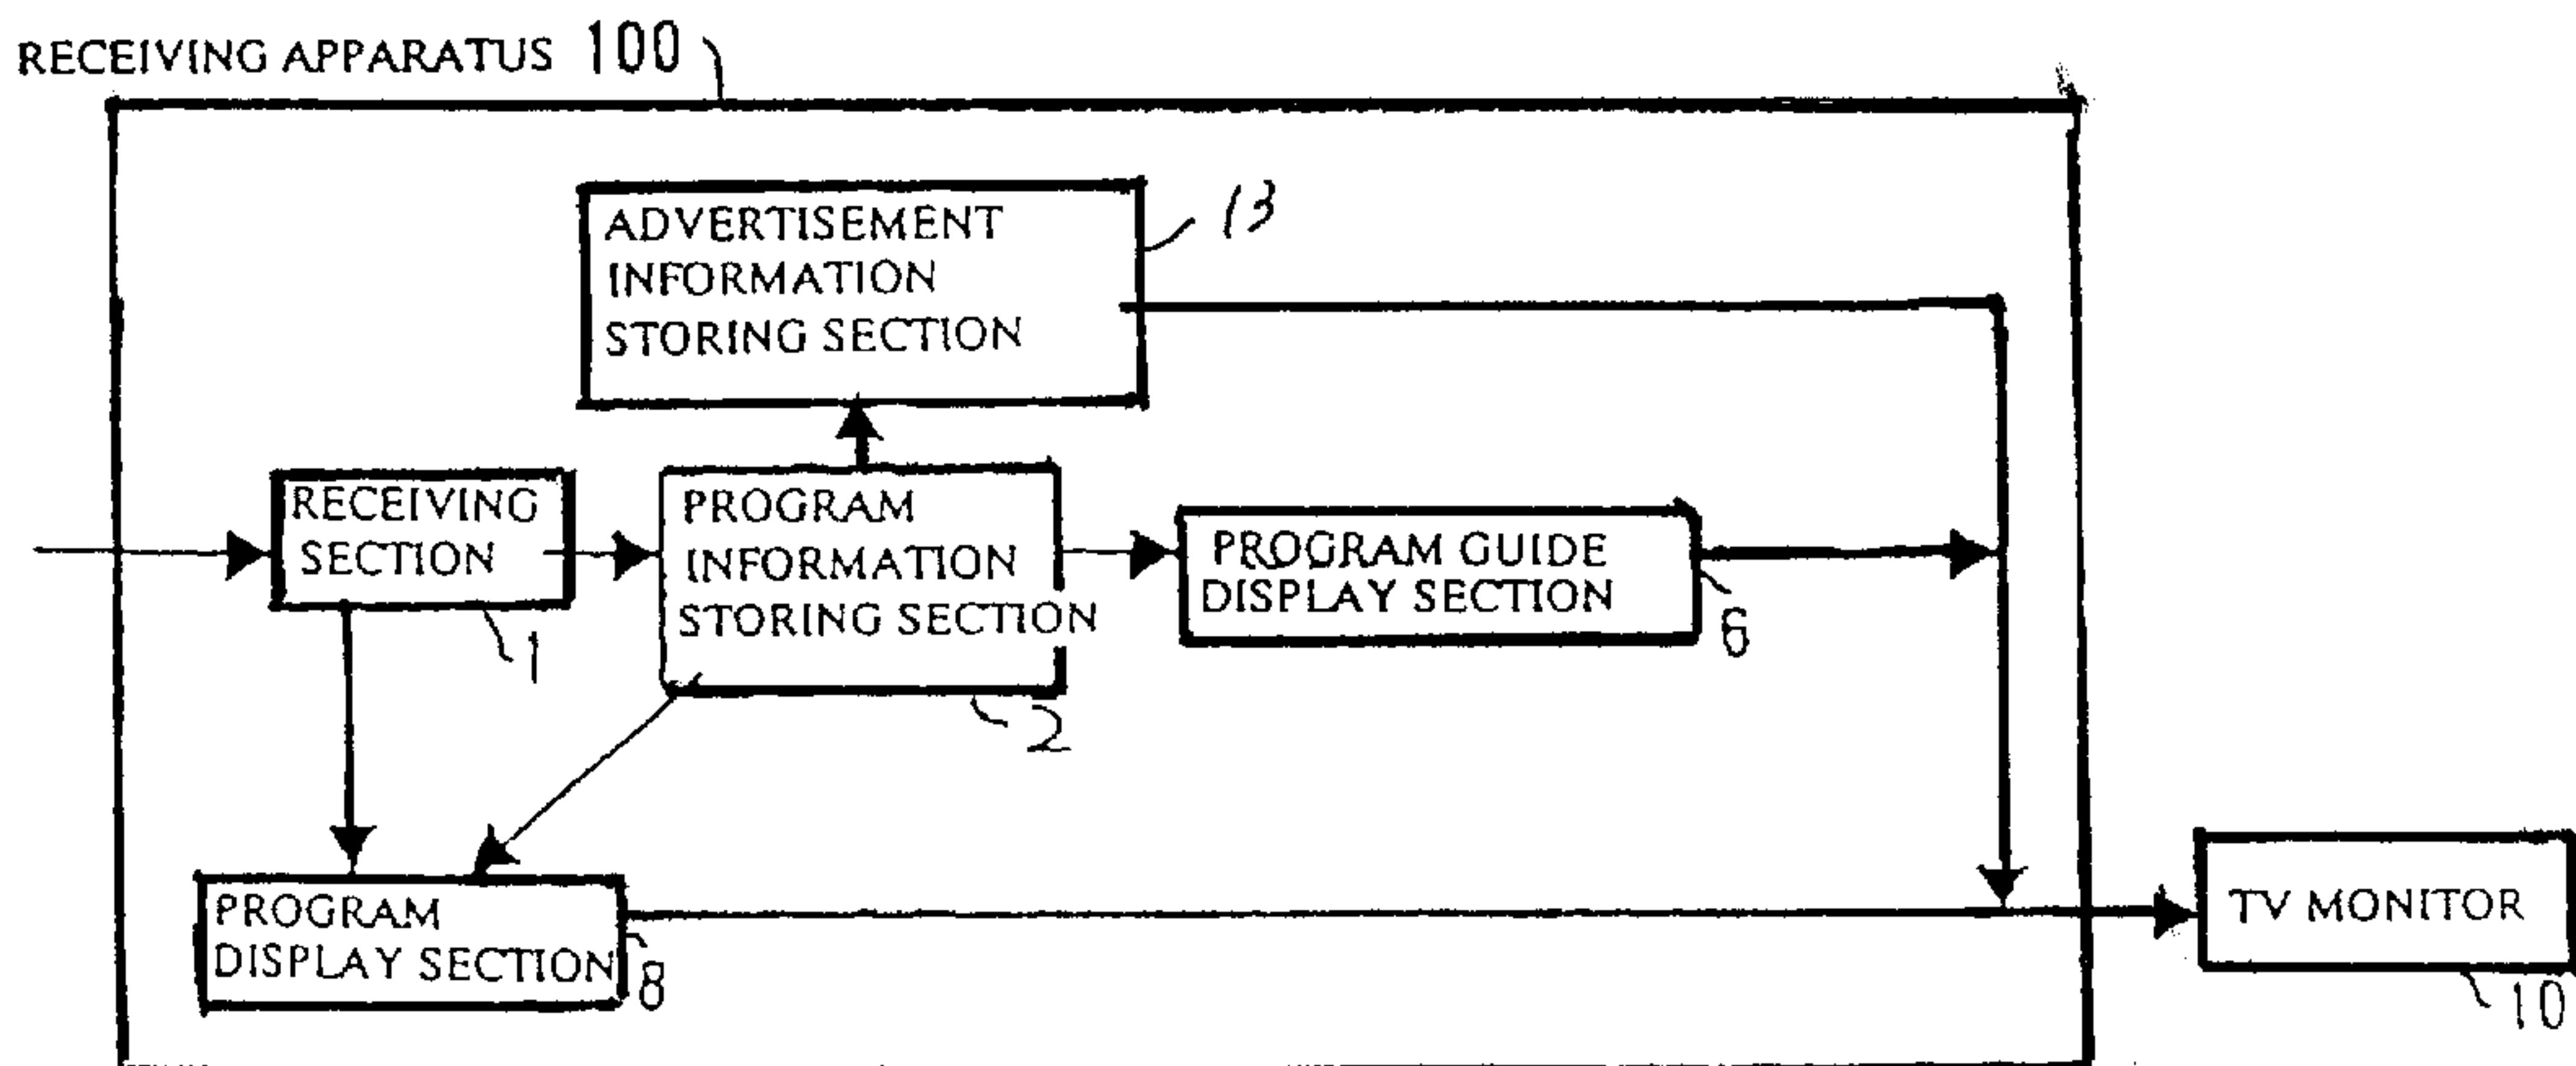 RECEIVING APPARATUS 100
ADVERTISEMENT
INFORMATION
STORING SECTION
13
RECEIVING
SECTION
1
PROGRAM
INFORMATION
STORING SECTION
2
PROGRAM GUIDE
DISPLAY SECTION
6
PROGRAM
DISPLAY SECTION
8
TV MONITOR
10